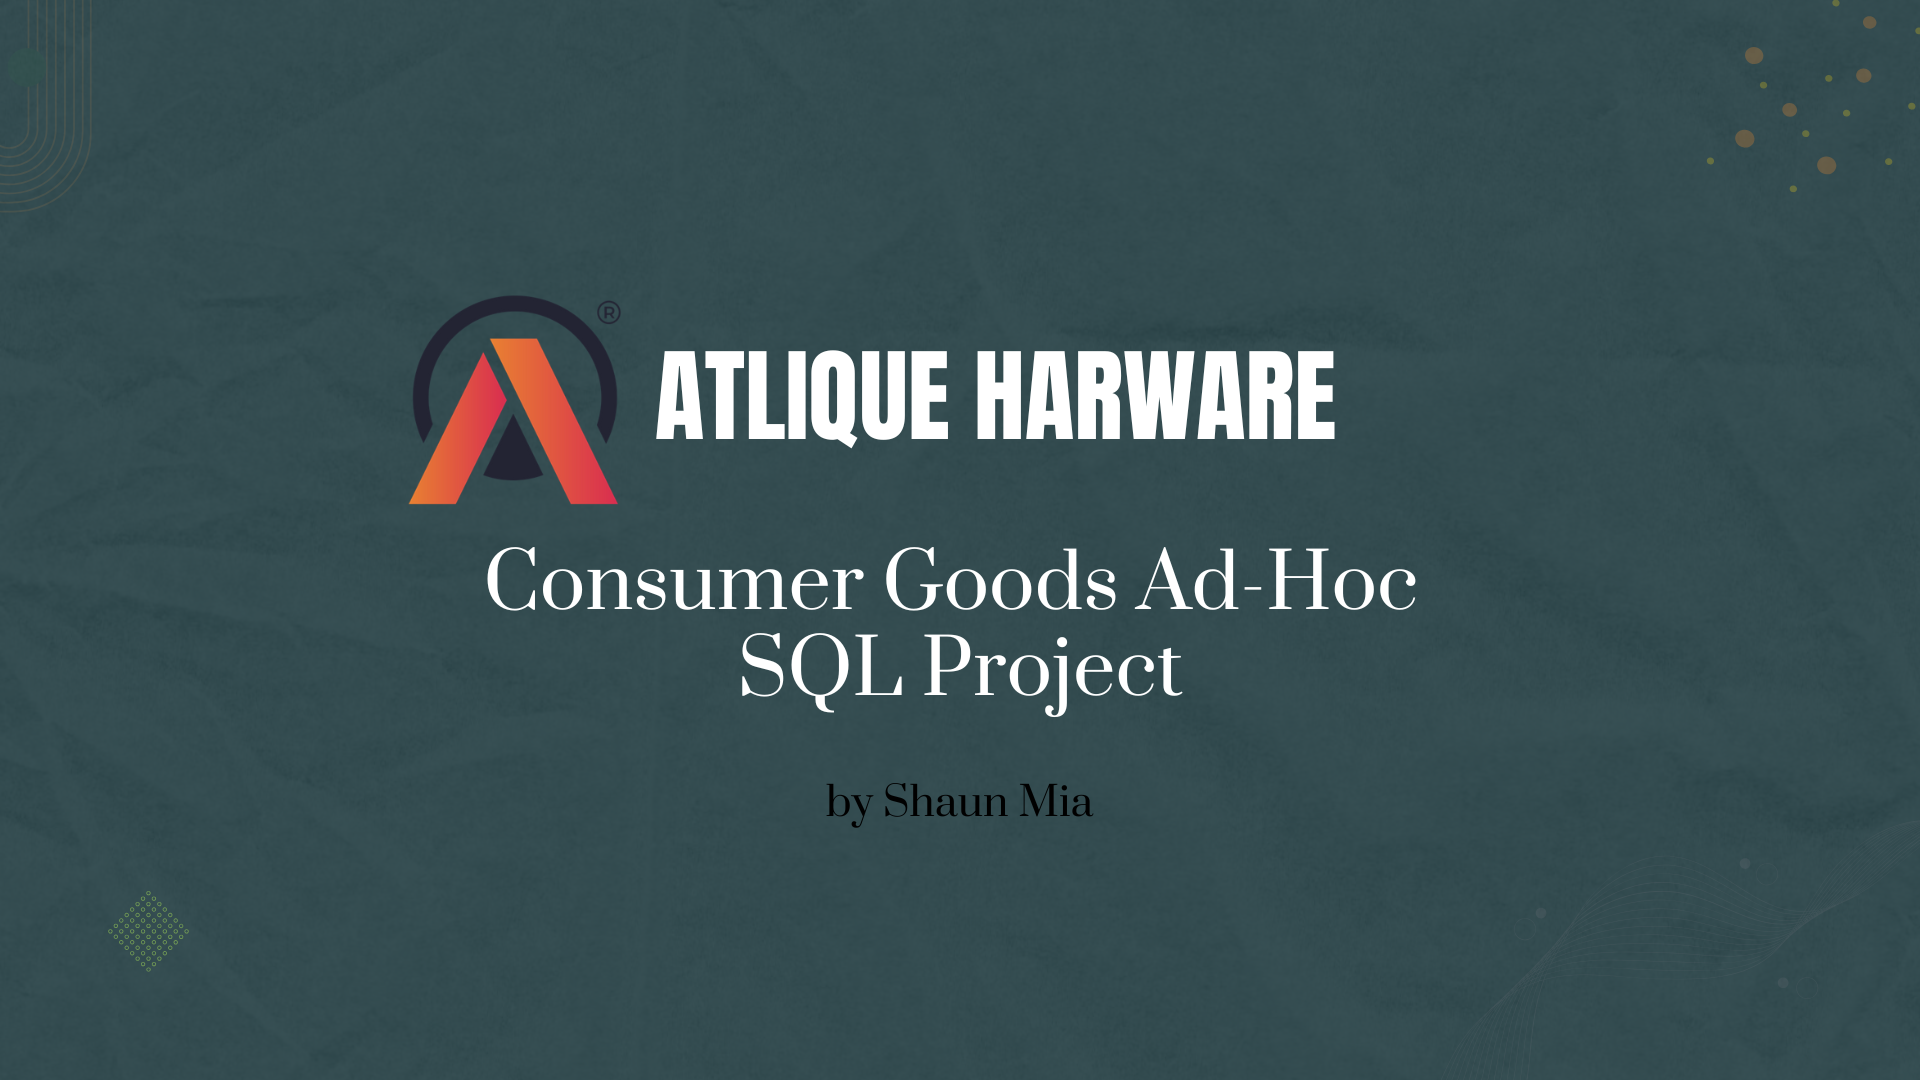 ®
ATLIQUE HARWARE
Consumer Goods Ad-Hoc
SQL Project
by Shaun Mia